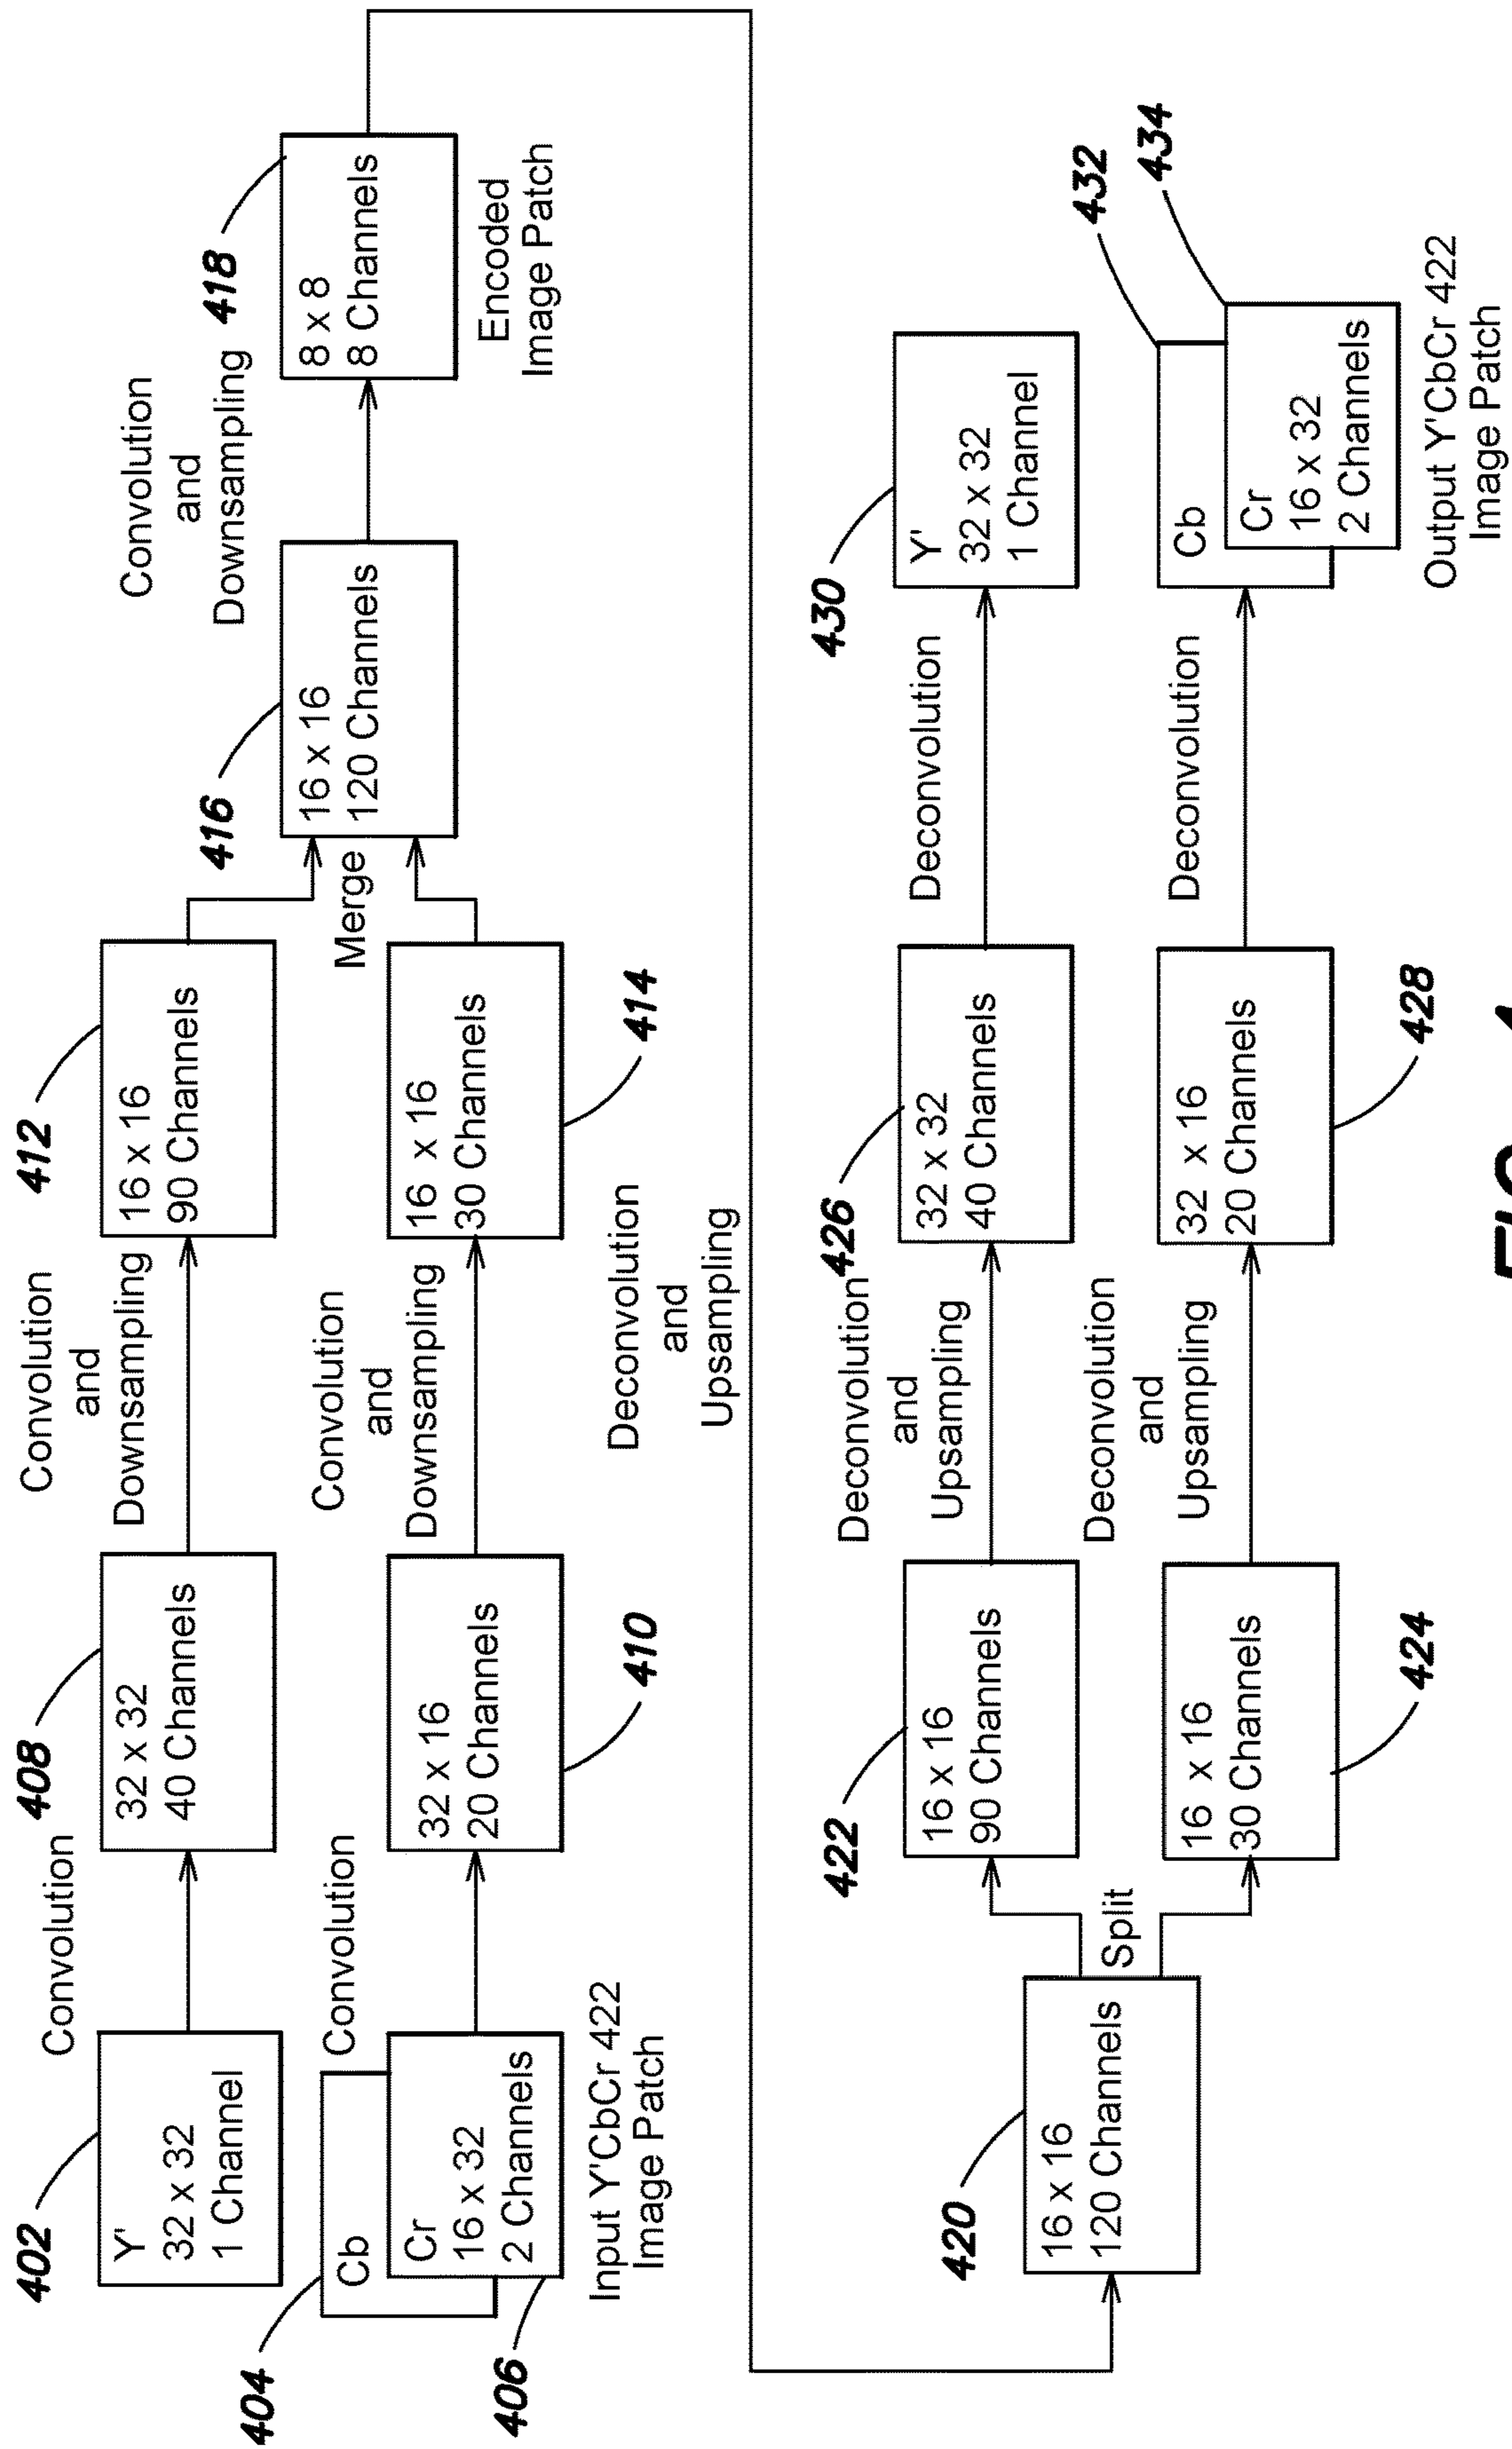 402
Y'
32 x 32
1 Channel
Convolution
408
32 x 32
40 Channels
Convolution
and
Downsampling
412
16 x 16
90 Channels
404
Cb
Cr
16 x 32
2 Channels
406
Input Y'CbCr 422
Image Patch
Convolution
32 x 16
20 Channels
410
Convolution
and
Downsampling
16 x 16
30 Channels
414
Merge
416
16 x 16
120 Channels
Convolution
and
Downsampling
418
8 x 8
8 Channels
Encoded
Image Patch
Deconvolution
and
Upsampling
420
16 x 16
120 Channels
Split
422
16 x 16
90 Channels
Deconvolution
and
Upsampling
426
32 x 32
40 Channels
Deconvolution
430
Y'
32 x 32
1 Channel
16 x 16
30 Channels
424
Deconvolution
and
Upsampling
32 x 16
20 Channels
428
Deconvolution
432
Cb
434
Cr
16 x 32
2 Channels
Output Y'CbCr 422
Image Patch